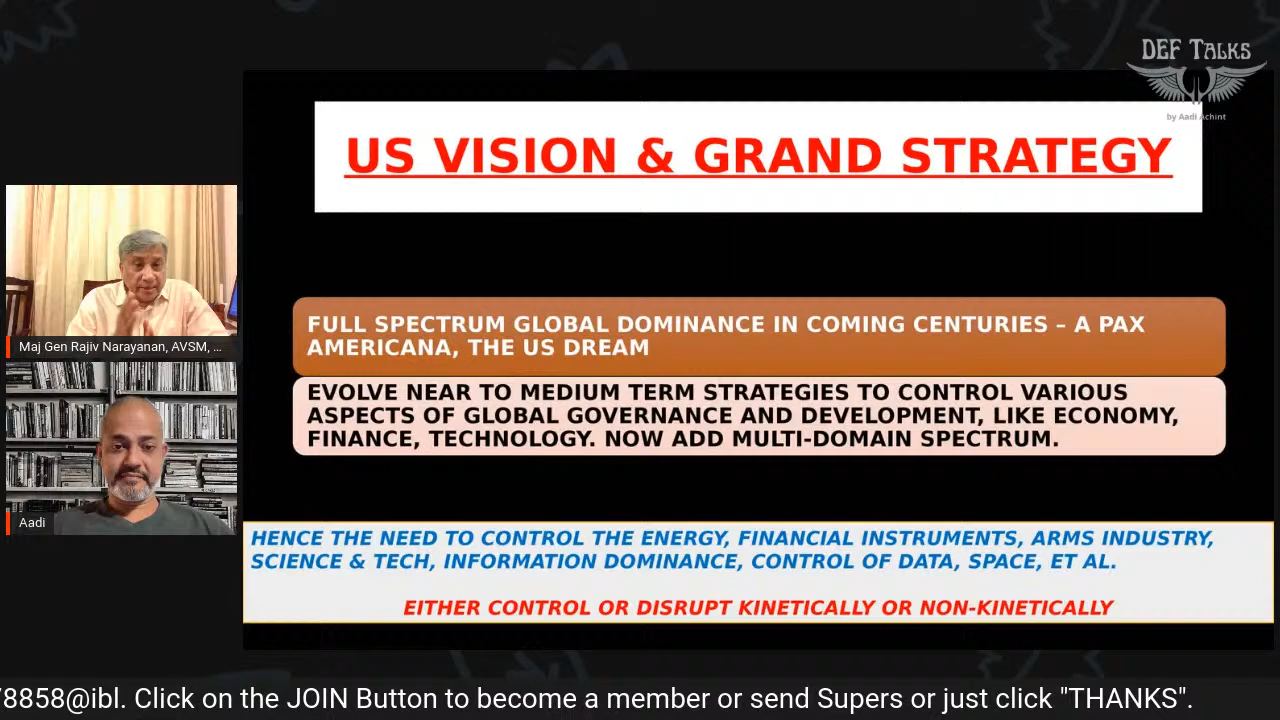 DEF TALKS
by Aadi Achint
US VISION & GRAND STRATEGY
FULL SPECTRUM GLOBAL DOMINANCE IN COMING CENTURIES – A PAX
AMERICANA, THE US DREAM
EVOLVE NEAR TO MEDIUM TERM STRATEGIES TO CONTROL VARIOUS
ASPECTS OF GLOBAL GOVERNANCE AND DEVELOPMENT, LIKE ECONOMY,
FINANCE, TECHNOLOGY. NOW ADD MULTI-DOMAIN SPECTRUM.
Maj Gen Rajiv Narayanan, AVSM, ...
Aadi
HENCE THE NEED TO CONTROL THE ENERGY, FINANCIAL INSTRUMENTS, ARMS INDUSTRY,
SCIENCE & TECH, INFORMATION DOMINANCE, CONTROL OF DATA, SPACE, ET AL.
EITHER CONTROL OR DISRUPT KINETICALLY OR NON-KINETICALLY
8858@ibl. Click on the JOIN Button to become a member or send Supers or just click "THANKS".